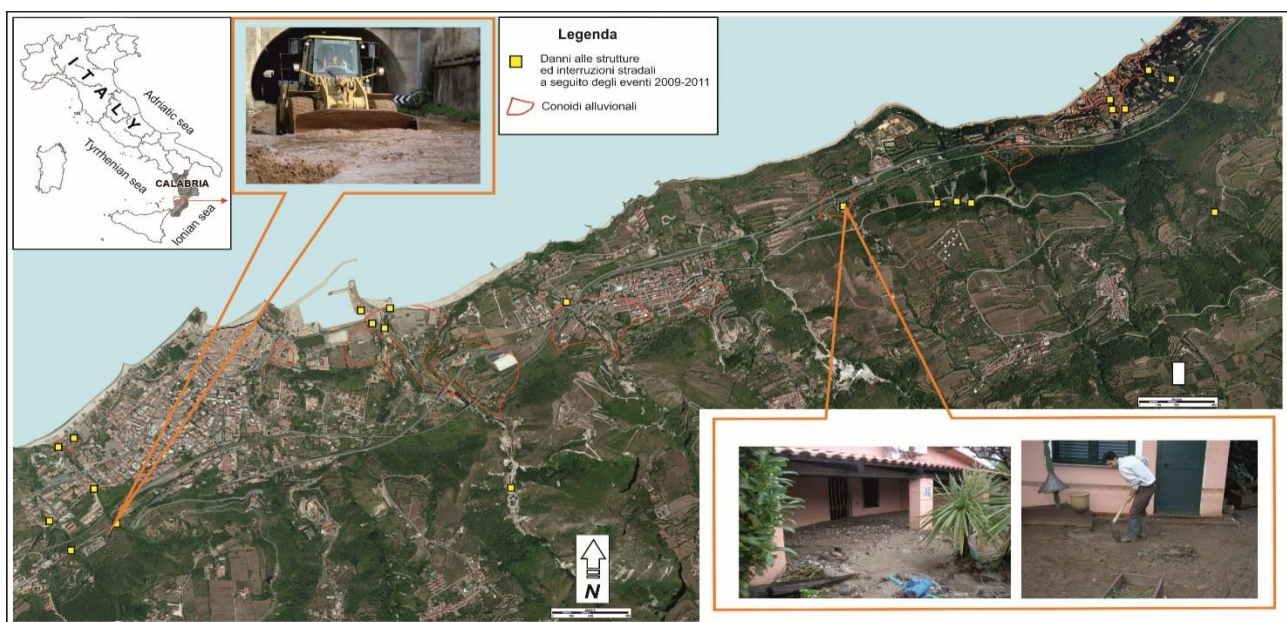 ITALY
Adriatic sea
Tyrrhenian sea
CALABRIA
Ionian sea
Legenda
Danni alle strutture
ed interruzioni stradali
a seguito degli eventi 2009-2011
Conoidi alluvionali
N